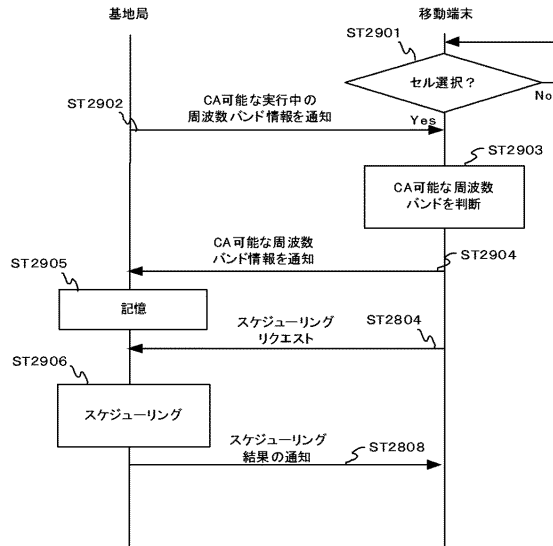 基地局
移動端末
ST2901
セル選択？
No
Yes
ST2902
CA可能な実行中の
周波数バンド情報を通知
ST2903
CA可能な周波数
バンドを判断
CA可能な周波数
バンド情報を通知
ST2904
ST2905
記憶
スケジューリング
リクエスト
ST2804
ST2906
スケジューリング
スケジューリング
結果の通知
ST2808